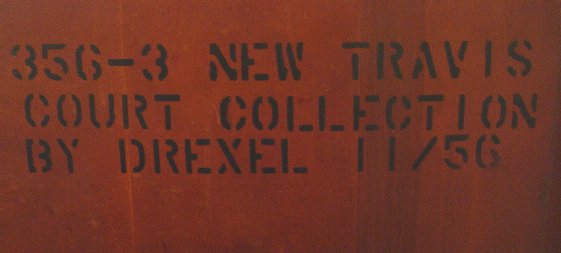 356-3 NEW TRAVIS
COURT COLLECTION
BY DREXEL 11/56